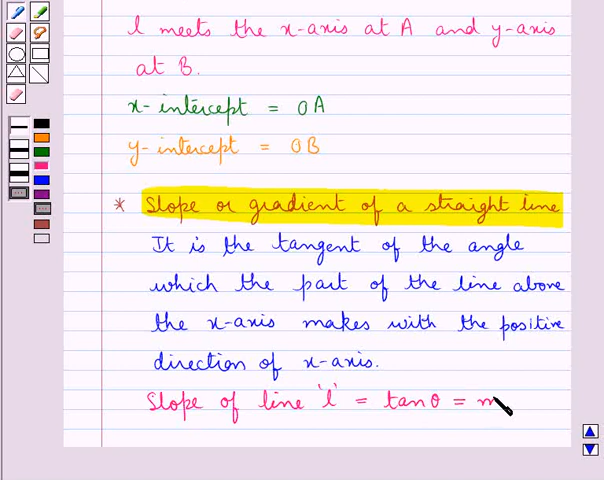 l meets the x-axis at A and y-axis
at B.
x-intercept = OA
y-intercept = OB
* Slope or gradient of a straight line
It is the tangent of the angle
which the part of the line above
the x-axis makes with the positive
direction of x-axis.
Slope of line 'l' = tanθ = m